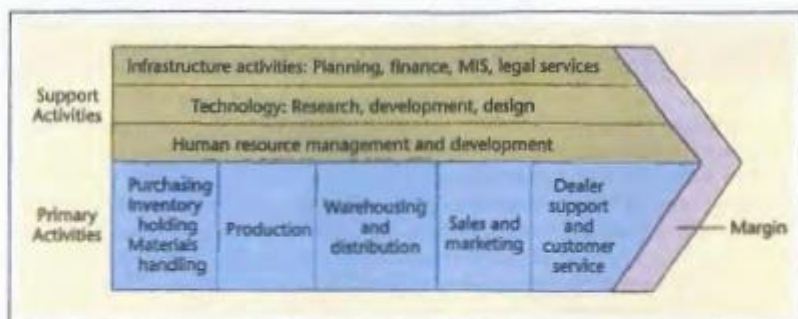 Support
Activities
Infrastructure activities: Planning, finance, MIS, legal services
Technology: Research, development, design
Human resource management and development
Primary
Activities
Purchasing
Inventory
holding
Materials
handling
Production
Warehousing
and
distribution
Sales and
marketing
Dealer
support
and
customer
service
Margin